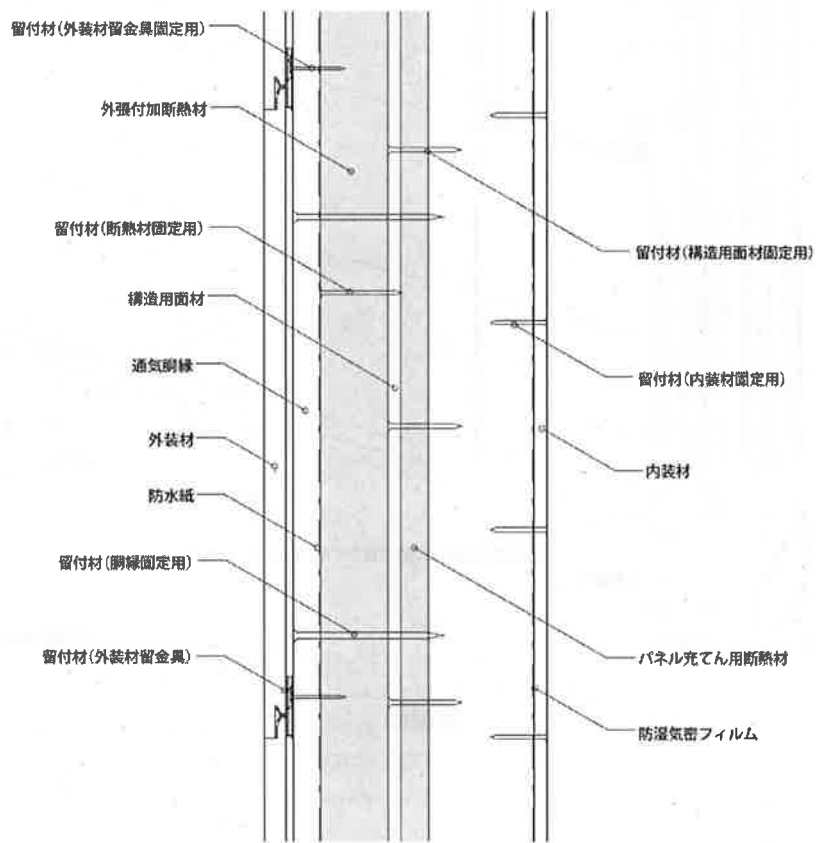 留付材(外装材留金具固定用)
外張付加断熱材
留付材(断熱材固定用)
構造用面材
通気胴縁
外装材
防水紙
留付材(胴縁固定用)
留付材(外装材留金具)
留付材(構造用面材固定用)
留付材(内装材固定用)
内装材
パネル充てん用断熱材
防湿気密フィルム